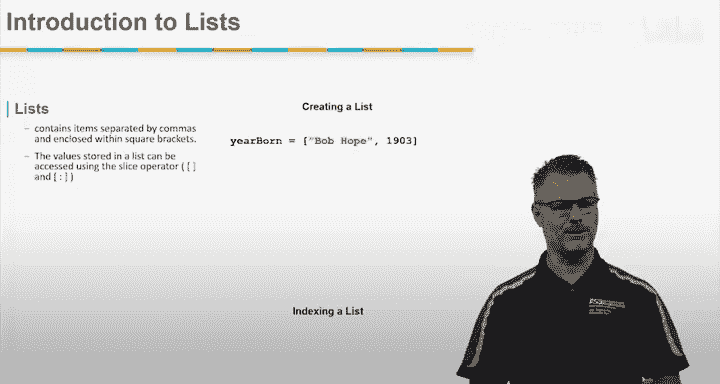 Introduction to Lists
Lists
– contains items separated by commas
and enclosed within square brackets.
– The values stored in a list can be
accessed using the slice operator ( [ ]
and [ : ] )
Creating a List
yearBorn = ["Bob Hope", 1903]
Indexing a List